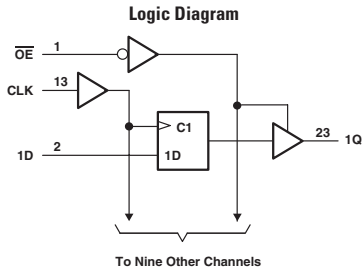 Logic Diagram
OE 1
CLK 13
C1
1D 2
1D
23 1Q
To Nine Other Channels